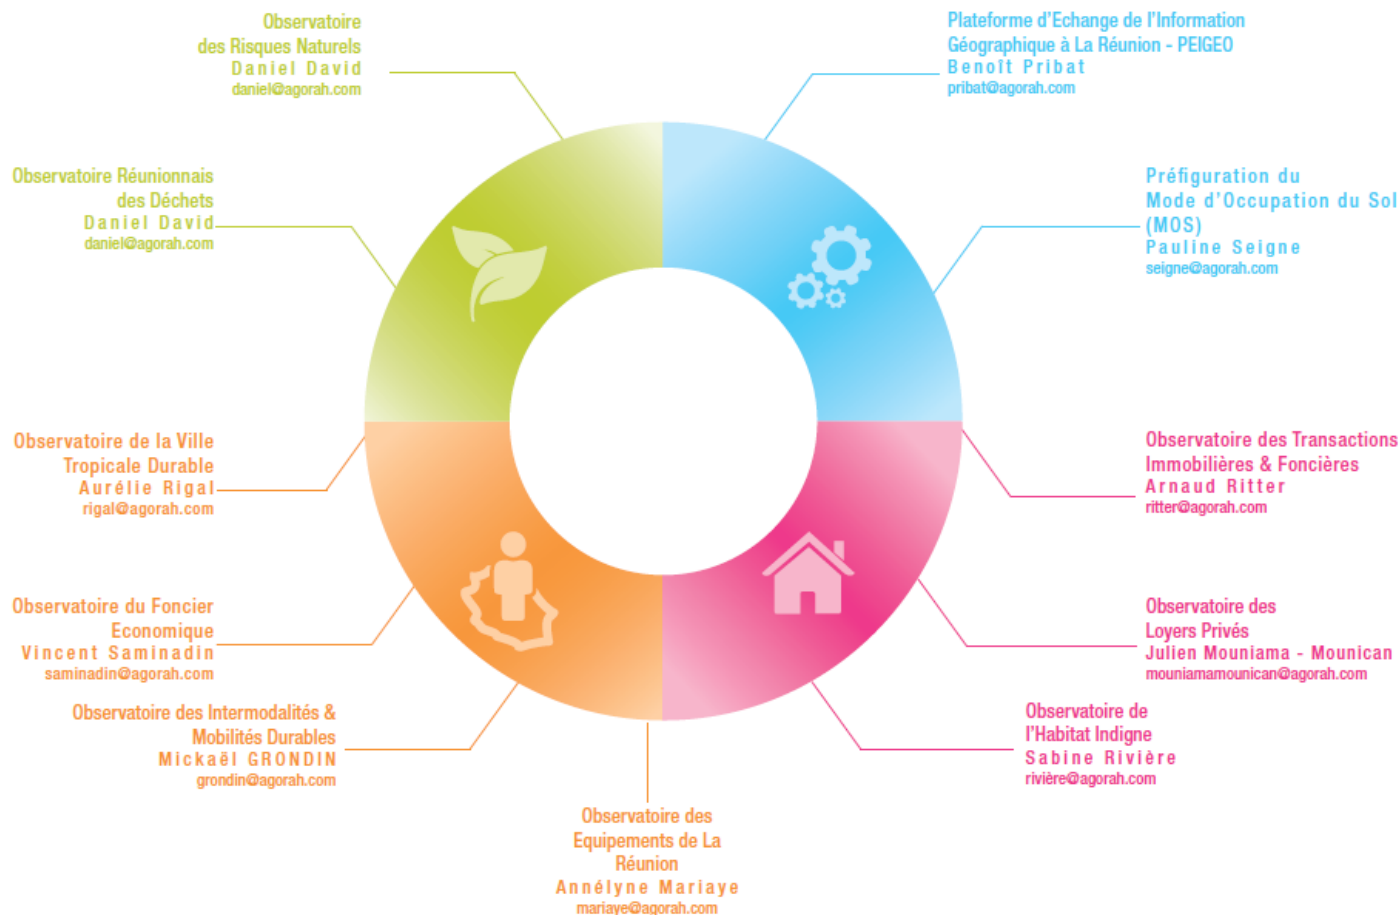 Observatoire
des Risques Naturels
Daniel David
daniel@agorah.com
Plateforme d'Echange de l'Information
Géographique à La Réunion - PEIGEO
Benoît Pribat
pribat@agorah.com
Observatoire Réunionnais
des Déchets
Daniel David
daniel@agorah.com
Préfiguration du
Mode d'Occupation du Sol
(MOS)
Pauline Seigne
seigne@agorah.com
Observatoire de la Ville
Tropicale Durable
Aurélie Rigal
rigal@agorah.com
Observatoire des Transactions
Immobilières & Foncières
Arnaud Ritter
ritter@agorah.com
Observatoire du Foncier
Economique
Vincent Saminadin
saminadin@agorah.com
Observatoire des
Loyers Privés
Julien Mouniama - Mounican
mouniamamounican@agorah.com
Observatoire des Intermodalités &
Mobilités Durables
Mickaël GRONDIN
grondin@agorah.com
Observatoire de
l'Habitat Indigne
Sabine Rivière
rivière@agorah.com
Observatoire des
Equipements de La
Réunion
Annélyne Mariaye
mariaye@agorah.com